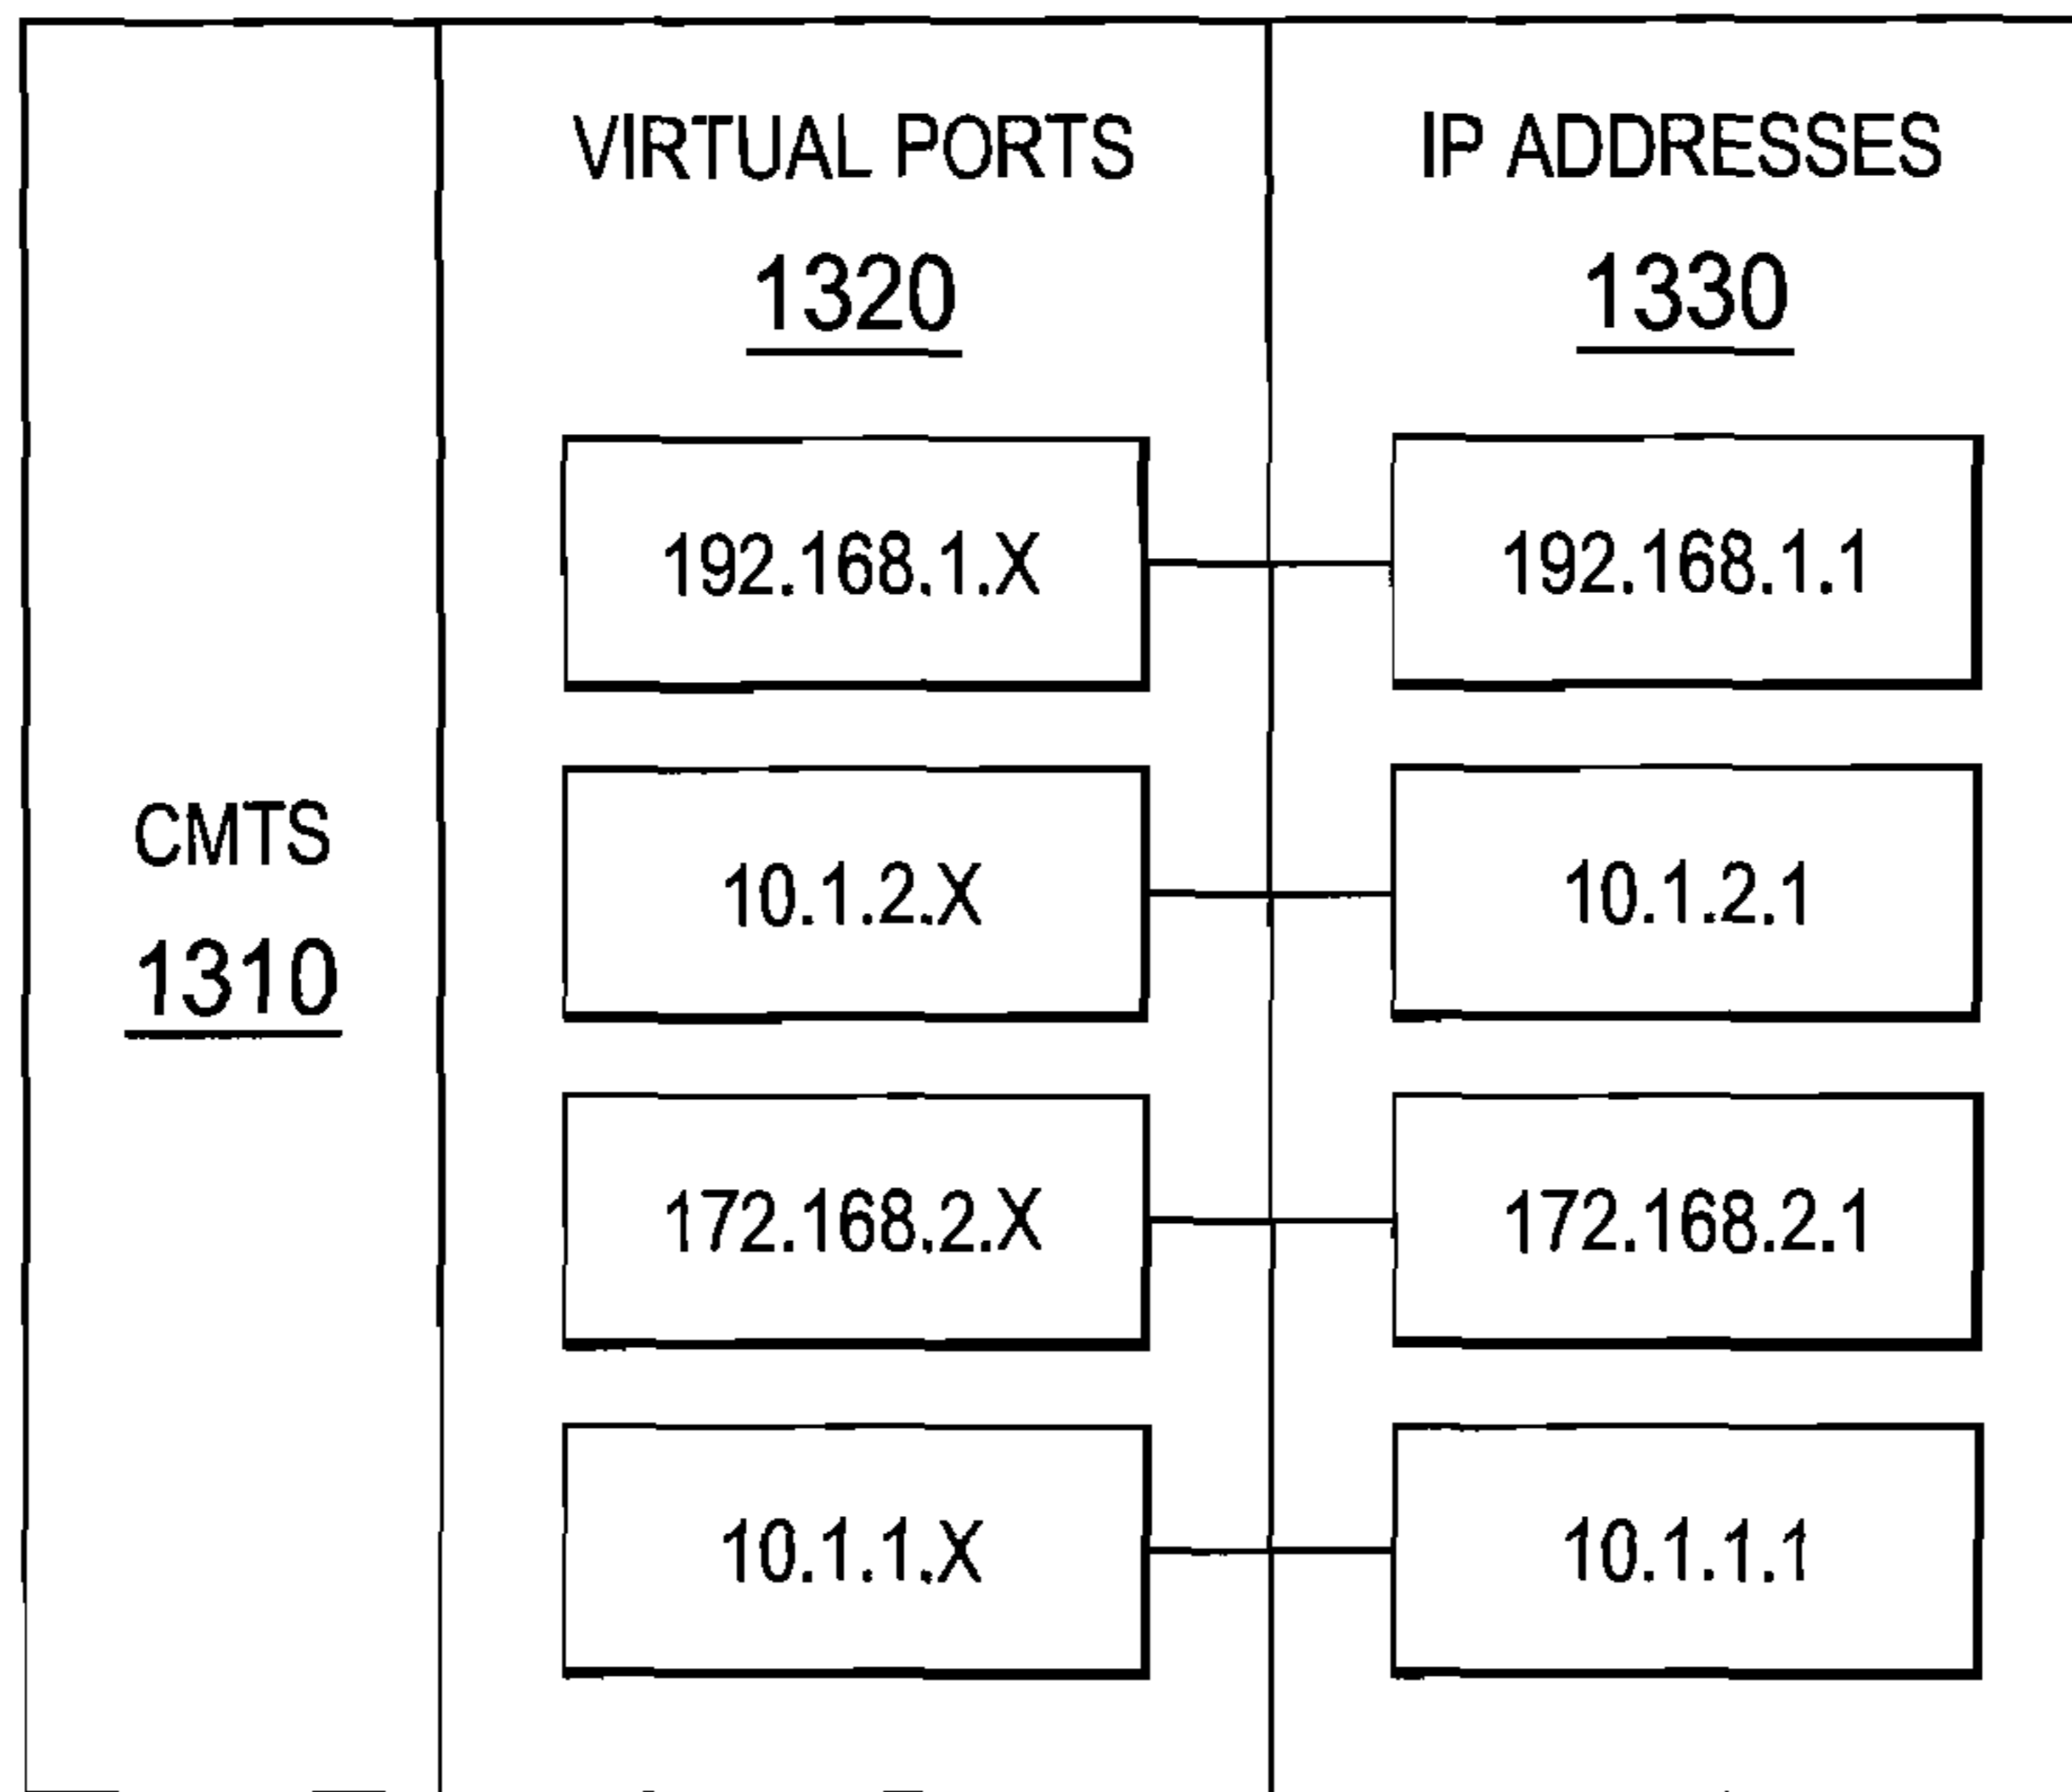 VIRTUAL PORTS
1320
IP ADDRESSES
1330
192.168.1.X
192.168.1.1
CMTS
1310
10.1.2.X
10.1.2.1
172.168.2.X
172.168.2.1
10.1.1.X
10.1.1.1